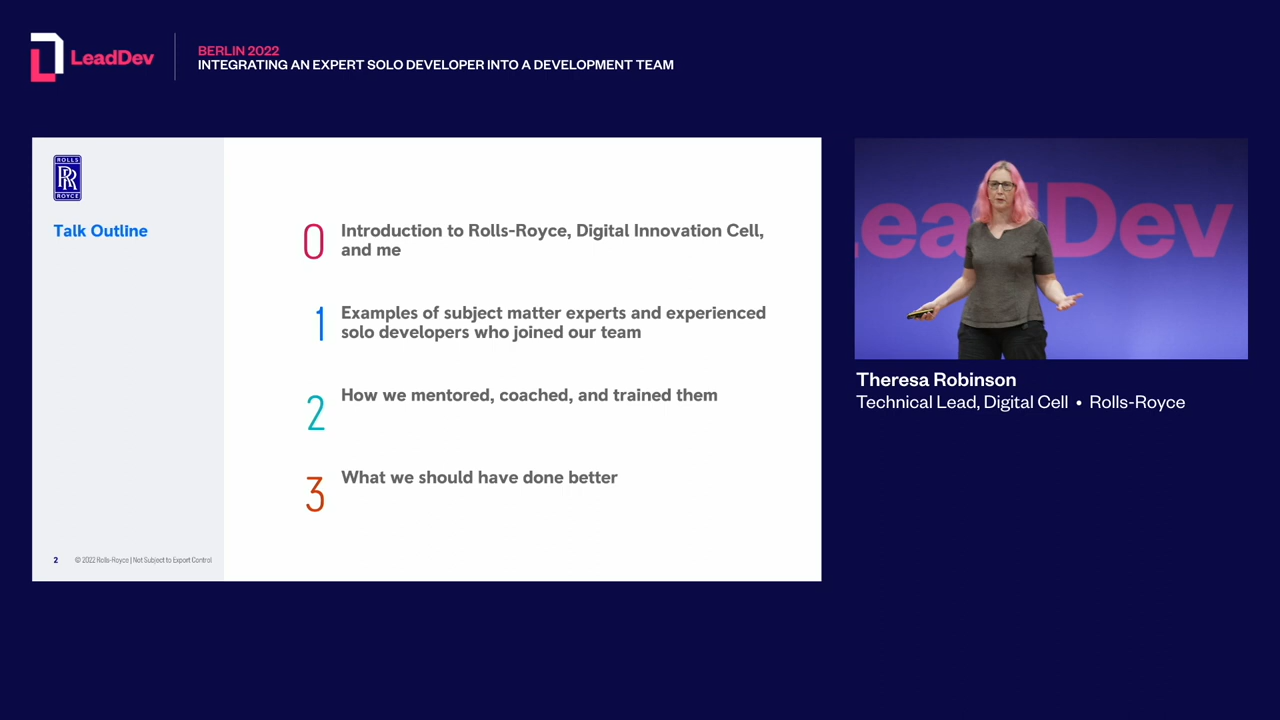 LeadDev
BERLIN 2022
INTEGRATING AN EXPERT SOLO DEVELOPER INTO A DEVELOPMENT TEAM
ROLLS
RR
ROYCE
Talk Outline
0
Introduction to Rolls-Royce, Digital Innovation Cell,
and me
1
Examples of subject matter experts and experienced
solo developers who joined our team
2
How we mentored, coached, and trained them
3
What we should have done better
2 © 2022 Rolls-Royce | Not Subject to Export Control
LeadDev
Theresa Robinson
Technical Lead, Digital Cell • Rolls-Royce